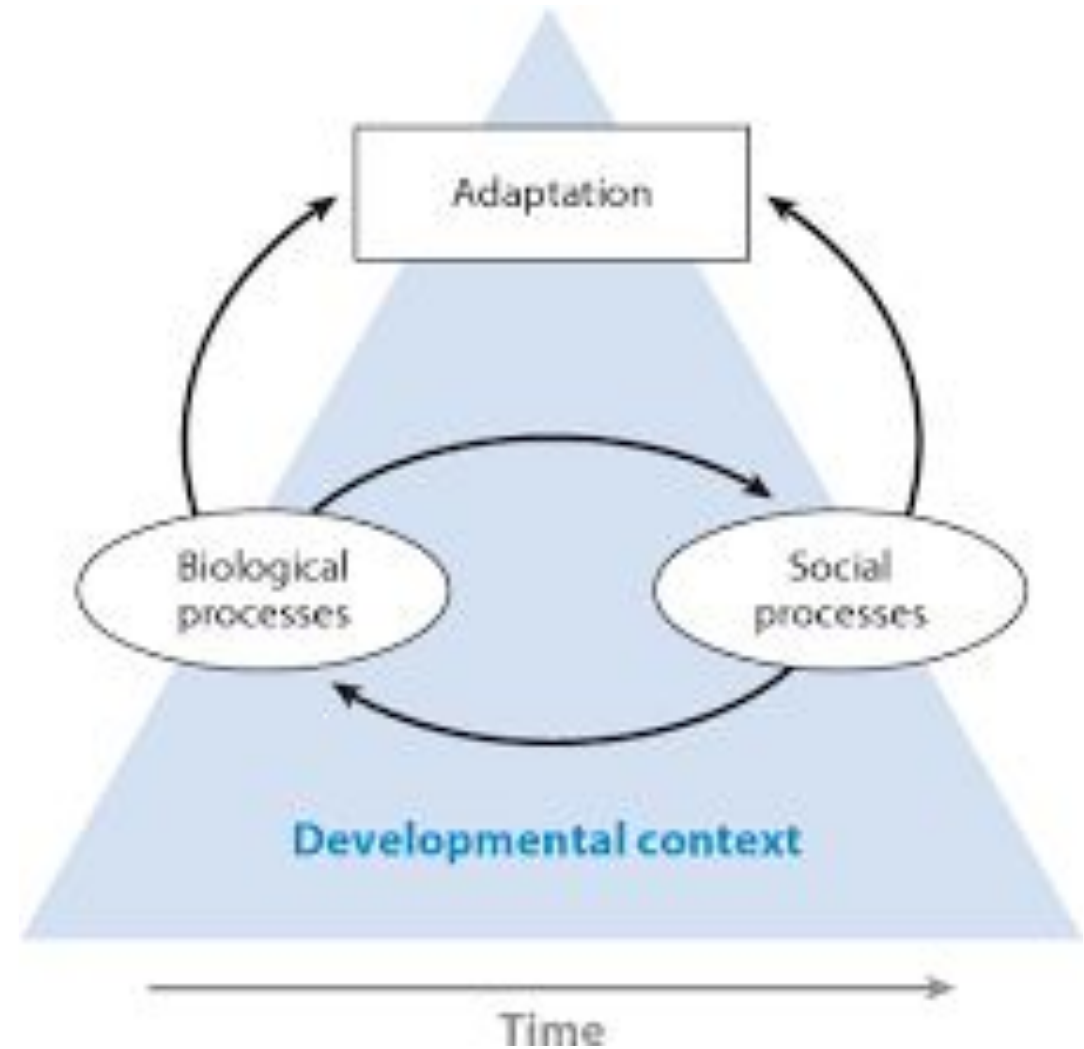 Adaptation
Biological
processes
Social
processes
Developmental context
Time